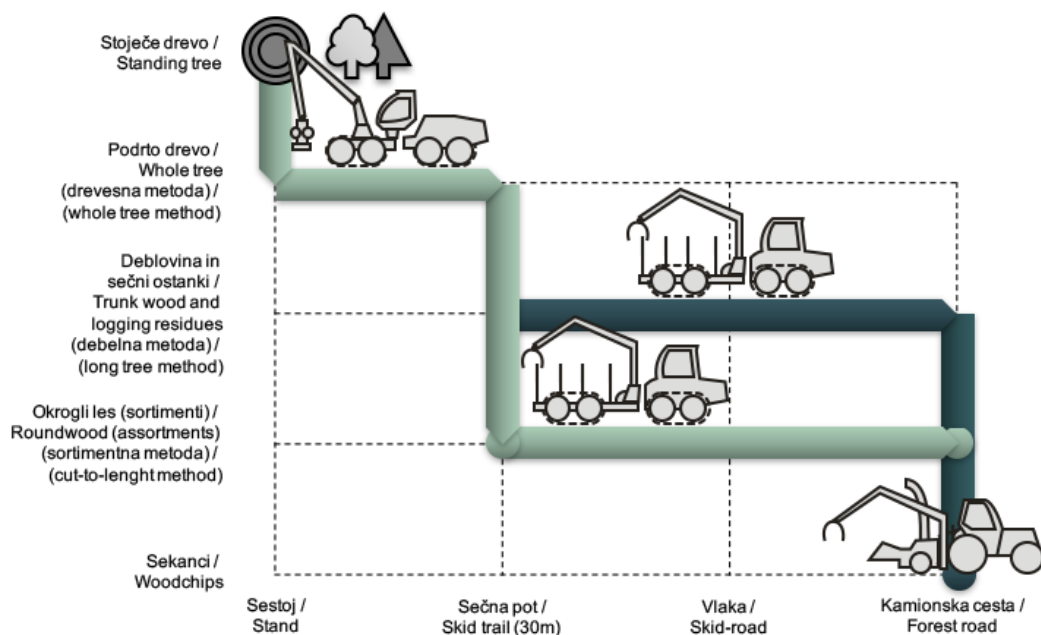 Stoječe drevo /
Standing tree
Podrto drevo /
Whole tree
(drevesna metoda) /
(whole tree method)
Deblovina in
sečni ostanki /
Trunk wood and
logging residues
(debelna metoda) /
(long tree method)
Okrogli les (sortimenti) /
Roundwood (assortments)
(sortimentna metoda) /
(cut-to-lenght method)
Sekanci /
Woodchips
Sestoj /
Stand
Sečna pot /
Skid trail (30m)
Vlaka /
Skid-road
Kamionska cesta /
Forest road